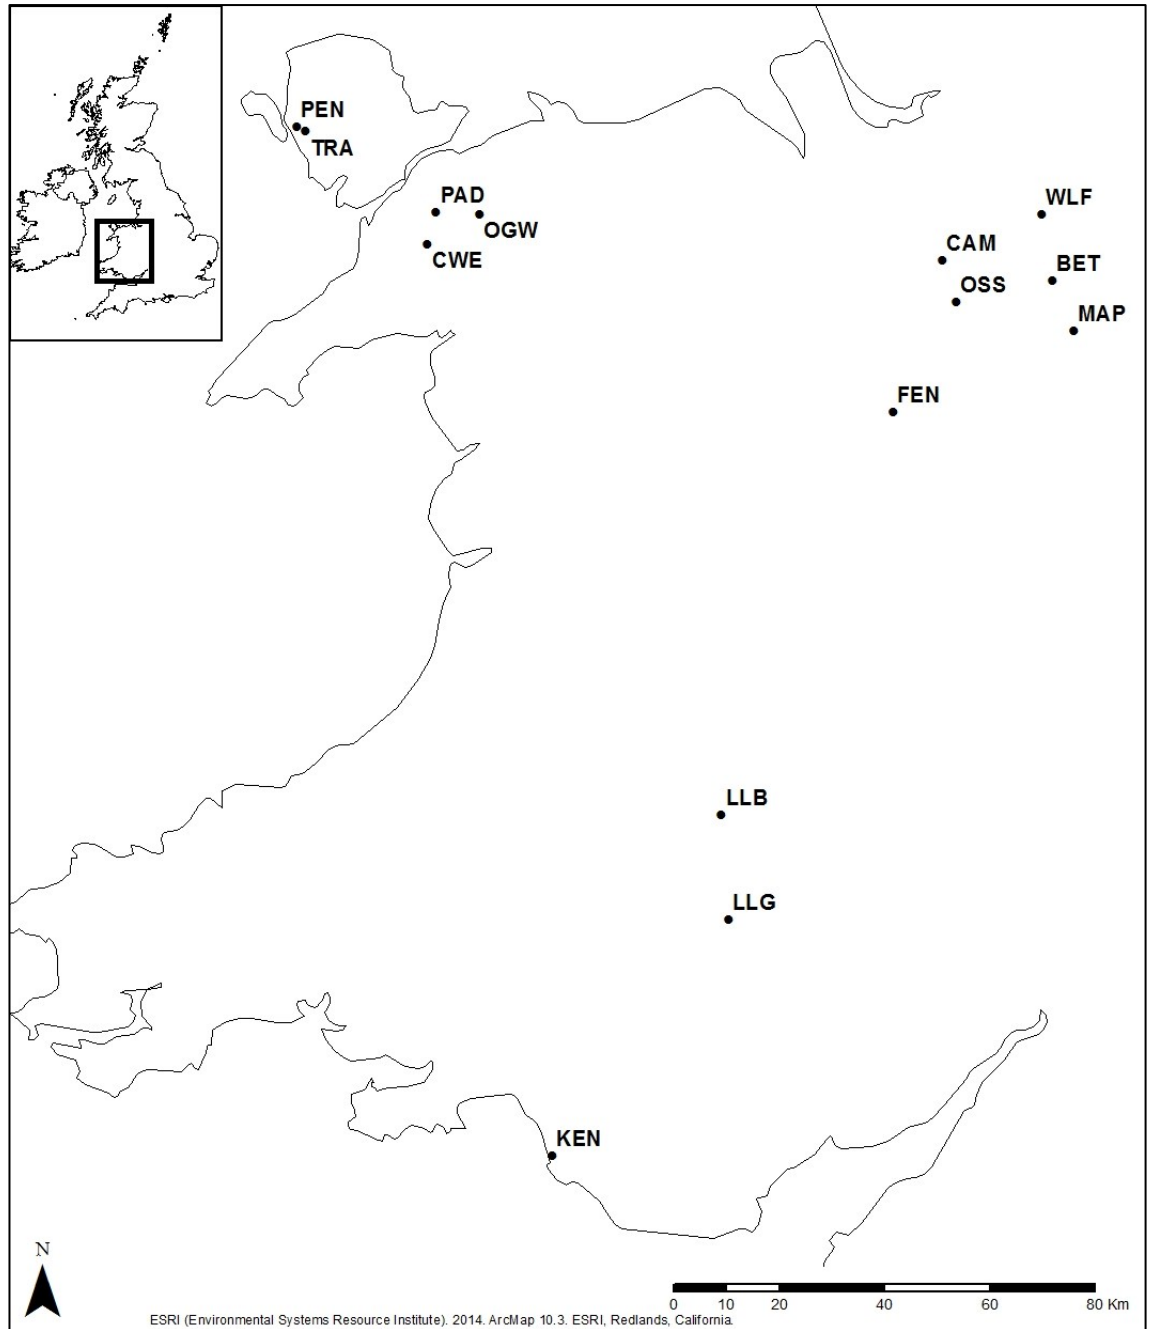 PEN
TRA
PAD
WLF
OGW
CAM
CWE
BET
OSS
MAP
FEN
LLB
LLG
KEN
N
0 10 20 40 60 80 Km
ESRI (Environmental Systems Resource Institute). 2014. ArcMap 10.3. ESRI, Redlands, California.